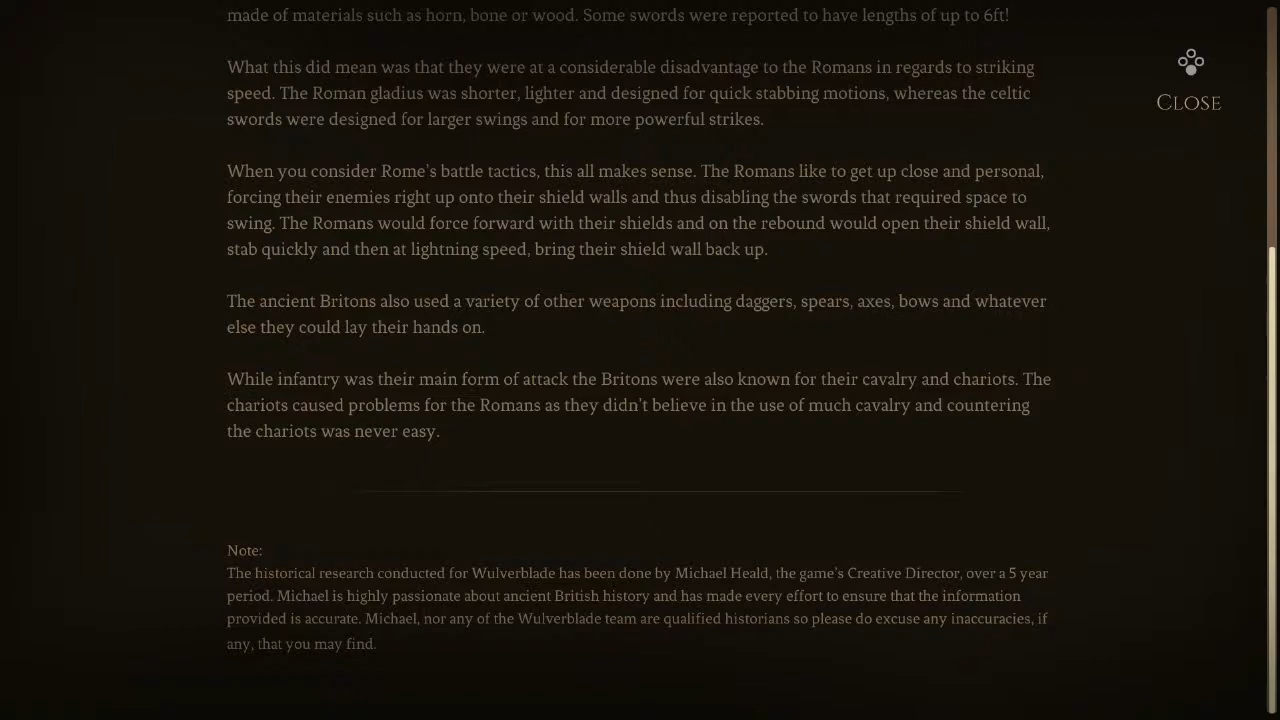 made of materials such as horn, bone or wood. Some swords were reported to have lengths of up to 6ft!
What this did mean was that they were at a considerable disadvantage to the Romans in regards to striking
speed. The Roman gladius was shorter, lighter and designed for quick stabbing motions, whereas the celtic
swords were designed for larger swings and for more powerful strikes.
When you consider Rome's battle tactics, this all makes sense. The Romans like to get up close and personal,
forcing their enemies right up onto their shield walls and thus disabling the swords that required space to
swing. The Romans would force forward with their shields and on the rebound would open their shield wall,
stab quickly and then at lightning speed, bring their shield wall back up.
The ancient Britons also used a variety of other weapons including daggers, spears, axes, bows and whatever
else they could lay their hands on.
While infantry was their main form of attack the Britons were also known for their cavalry and chariots. The
chariots caused problems for the Romans as they didn't believe in the use of much cavalry and countering
the chariots was never easy.
Note:
The historical research conducted for Wulverblade has been done by Michael Heald, the game's Creative Director, over a 5 year
period. Michael is highly passionate about ancient British history and has made every effort to ensure that the information
provided is accurate. Michael, nor any of the Wulverblade team are qualified historians so please do excuse any inaccuracies, if
any, that you may find.
CLOSE